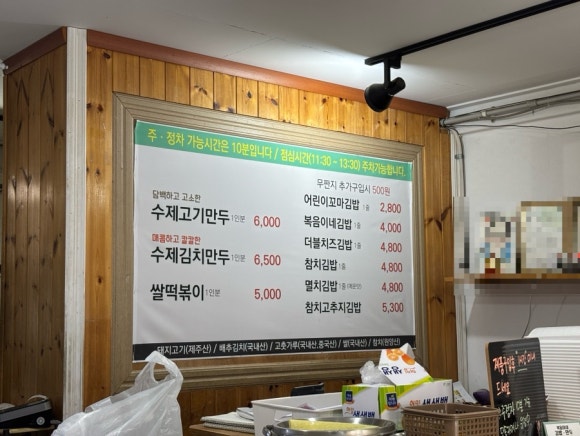 주 · 정차 가능시간은 10분입니다 / 점심시간(11:30 ~ 13:30) 주차가능합니다.
담백하고 고소한
수제고기만두 1인분 6,000
매콤하고 깔깔한
수제김치만두 1인분 6,500
쌀떡볶이 1인분 5,000
무짠지 추가구입시 500원
어린이꼬마김밥 1줄 2,800
복음이네김밥 1줄 4,000
더블치즈김밥 1줄 4,800
참치김밥 1줄 4,800
멸치김밥 1줄 4,800
참치고추지김밥 5,300
돼지고기(제주산) / 배추김치(국내산) / 고춧가루(국내산,중국산) / 쌀(국내산) / 참치(원양산)